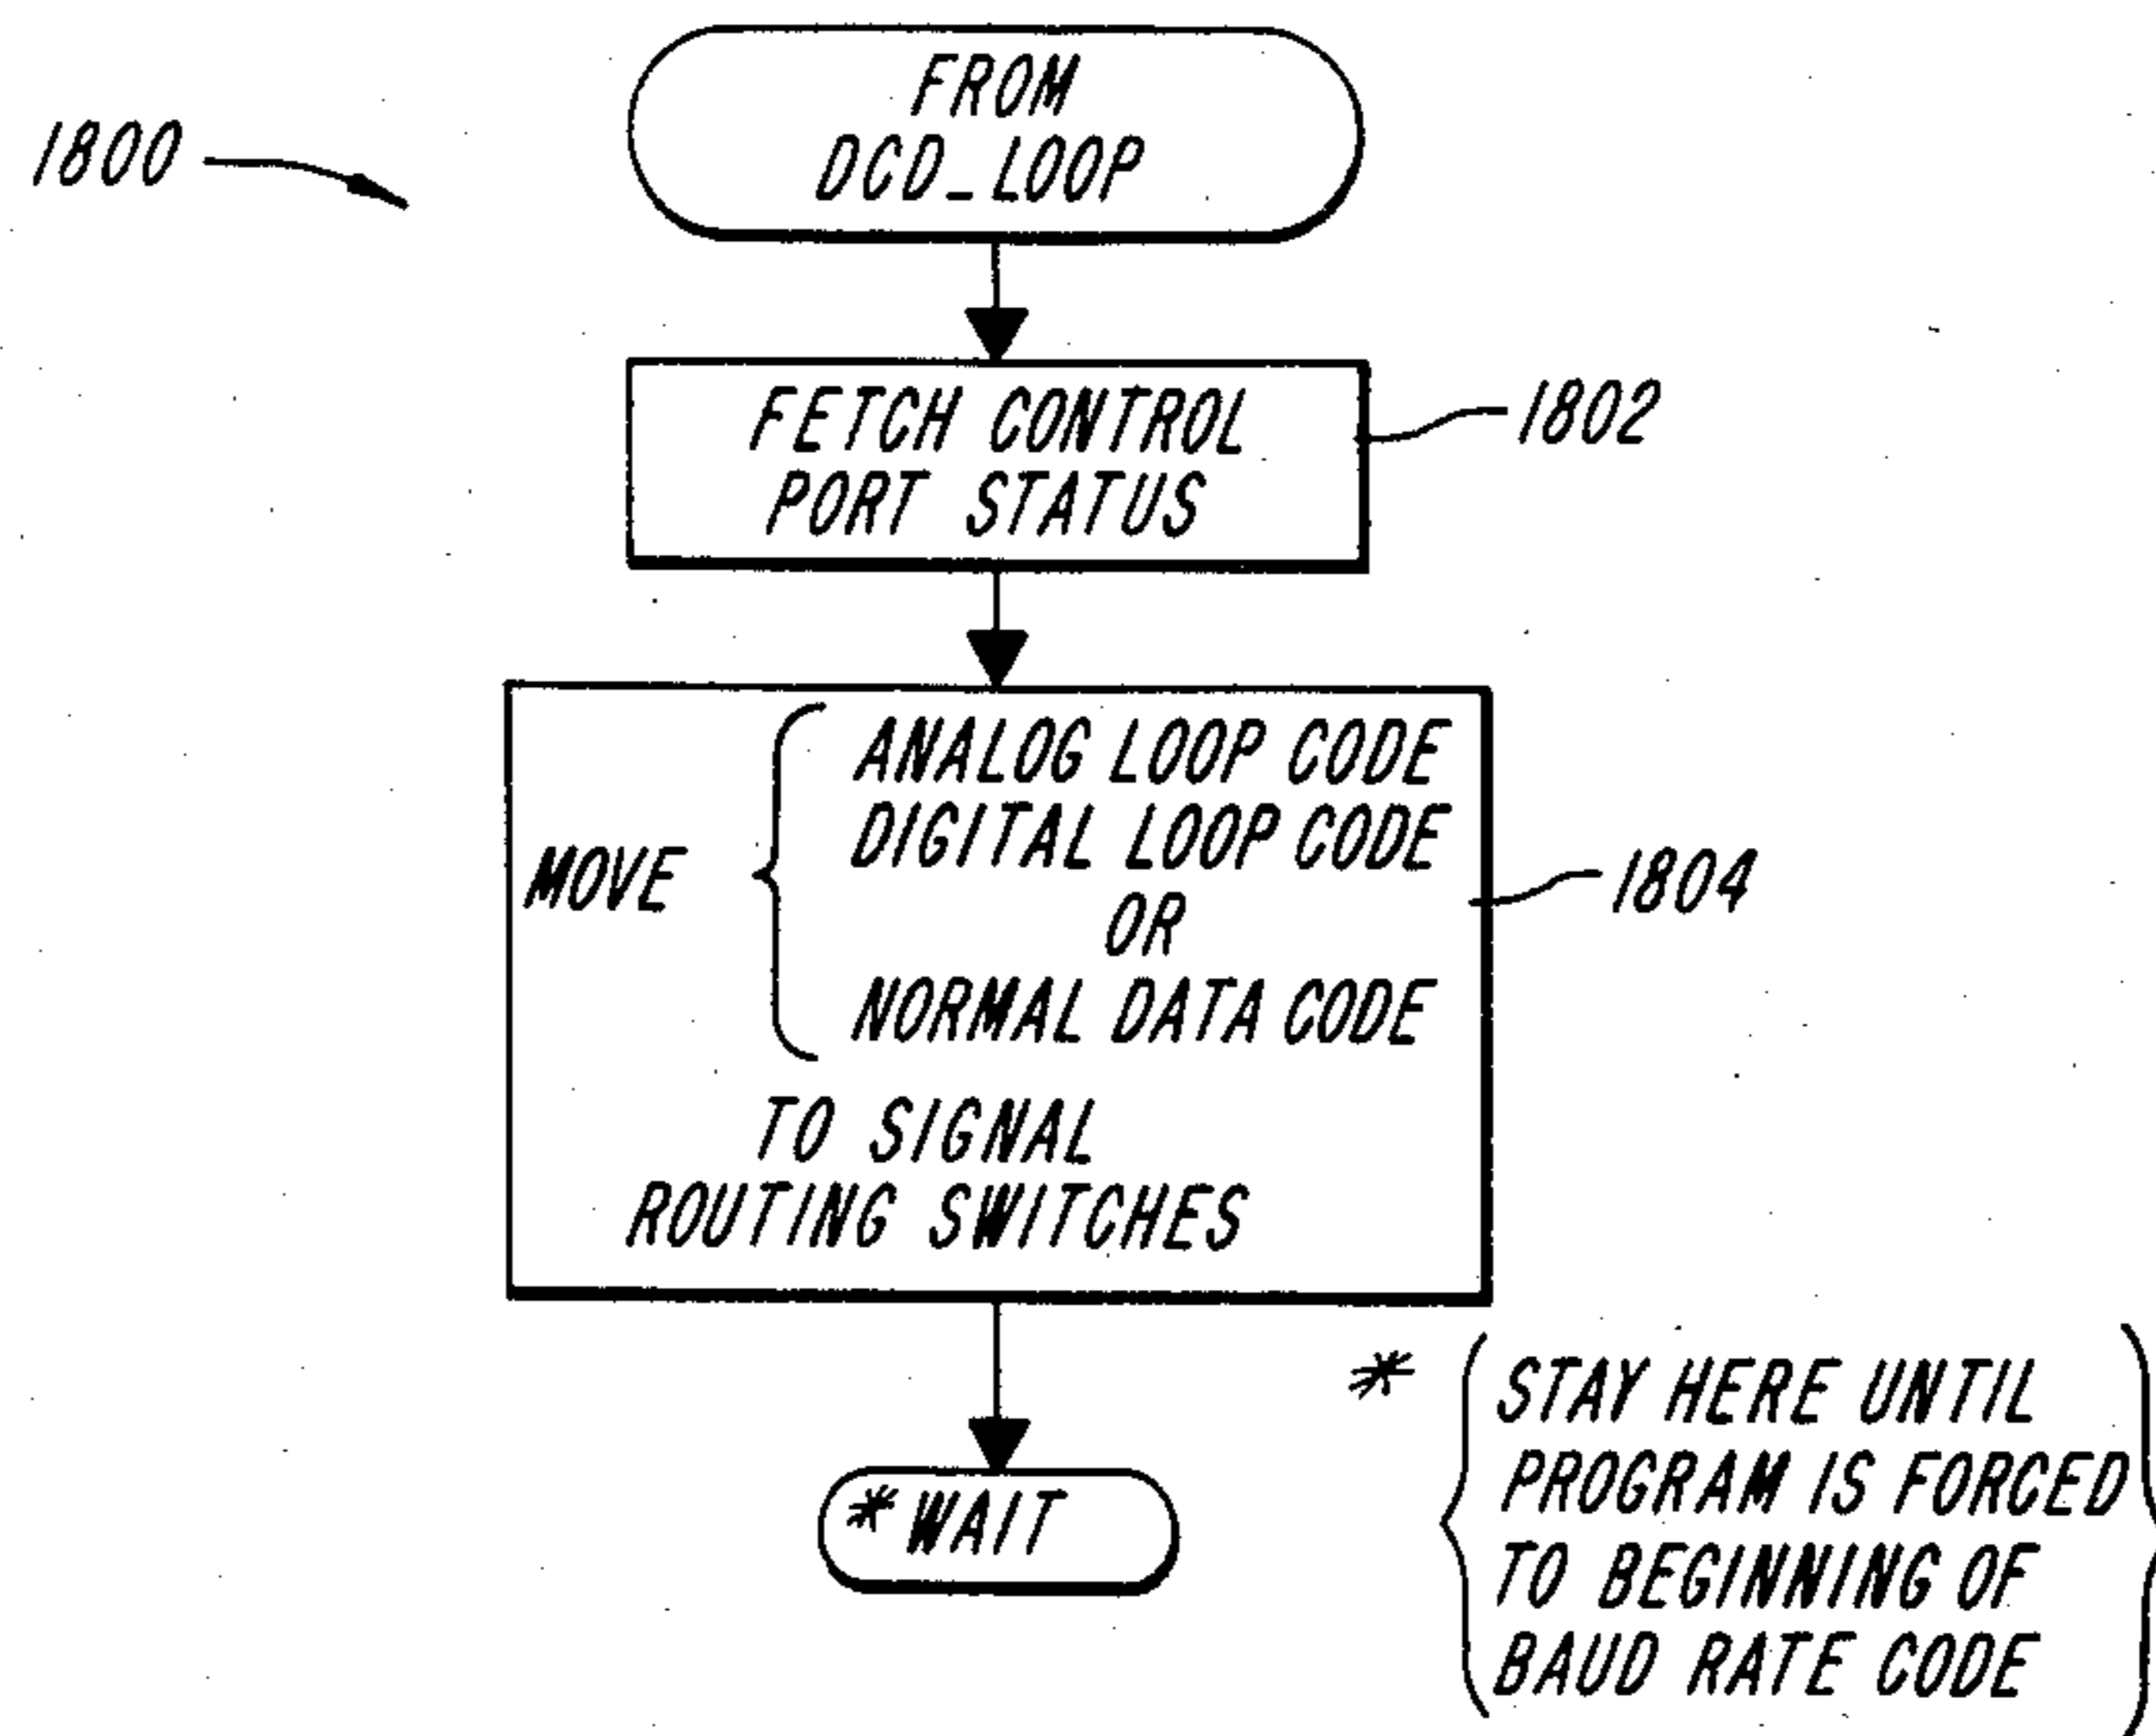 FROM
DCD_LOOP
1800
FETCH CONTROL
PORT STATUS
1802
MOVE
ANALOG LOOP CODE
DIGITAL LOOP CODE
OR
NORMAL DATA CODE
1804
TO SIGNAL
ROUTING SWITCHES
* WAIT
* STAY HERE UNTIL
PROGRAM IS FORCED
TO BEGINNING OF
BAUD RATE CODE